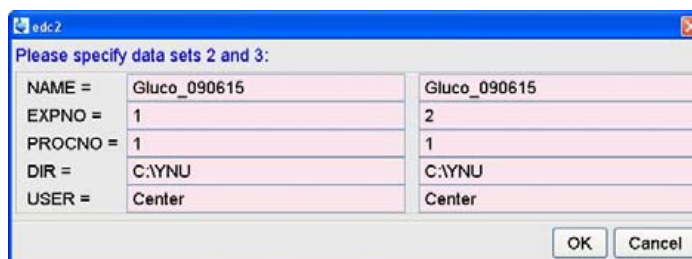 edc2
Please specify data sets 2 and 3:
NAME = Gluco_090615 Gluco_090615
EXPNO = 1 2
PROCNO = 1 1
DIR = C:\YNU C:\YNU
USER = Center Center
OK Cancel